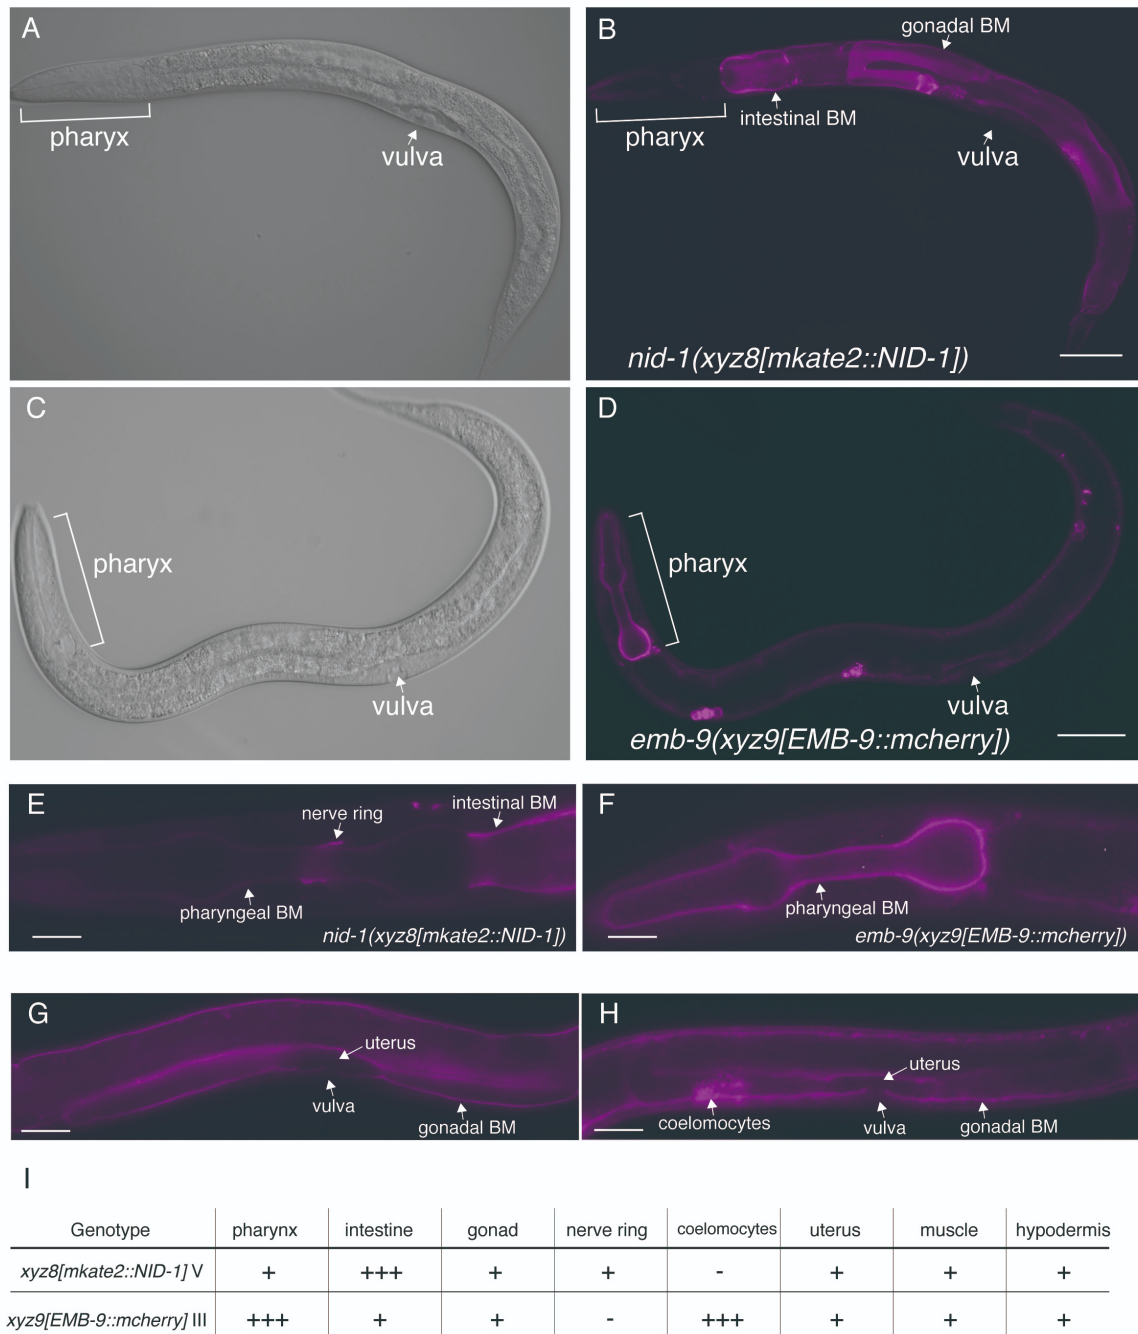 A
pharyx
vulva
B
gonadal BM
intestinal BM
pharyx
vulva
nid-1(xyz8[mkate2::NID-1])
C
pharyx
vulva
D
pharyx
vulva
emb-9(xyz9[EMB-9::mcherry])
E
nerve ring
intestinal BM
pharyngeal BM
nid-1(xyz8[mkate2::NID-1])
F
pharyngeal BM
emb-9(xyz9[EMB-9::mcherry])
G
uterus
vulva
gonadal BM
H
uterus
coelomocytes
vulva
gonadal BM
I
Genotype pharynx intestine gonad nerve ring coelomocytes uterus muscle hypodermis
xyz8[mkate2::NID-1] V + +++ + + - + + +
xyz9[EMB-9::mcherry] III +++ + + - +++ + + +